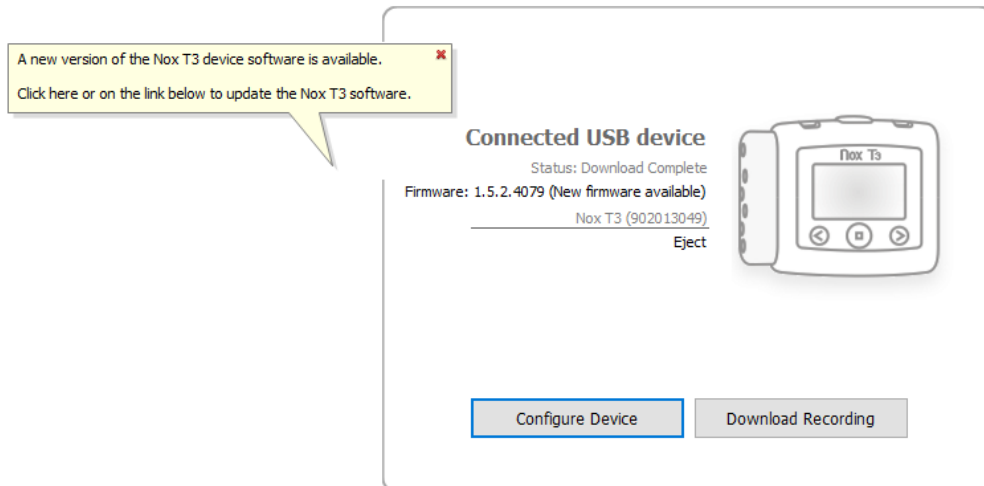 A new version of the Nox T3 device software is available.
Click here or on the link below to update the Nox T3 software.
Connected USB device
Status: Download Complete
Firmware: 1.5.2.4079 (New firmware available)
Nox T3 (902013049)
Eject
Nox T3
Configure Device
Download Recording